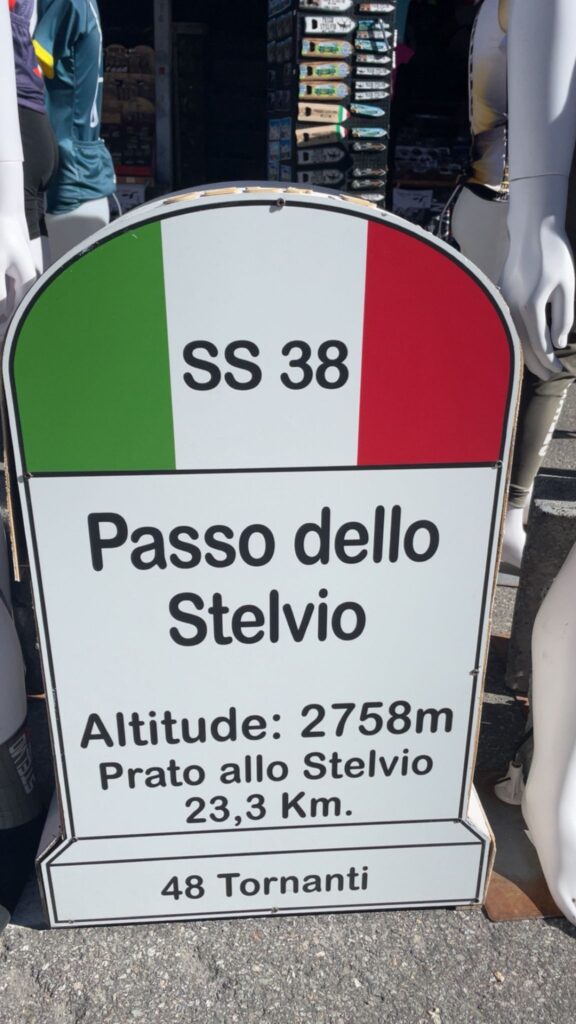 SS 38
Passo dello
Stelvio
Altitude: 2758m
Prato allo Stelvio
23,3 Km.
48 Tornanti